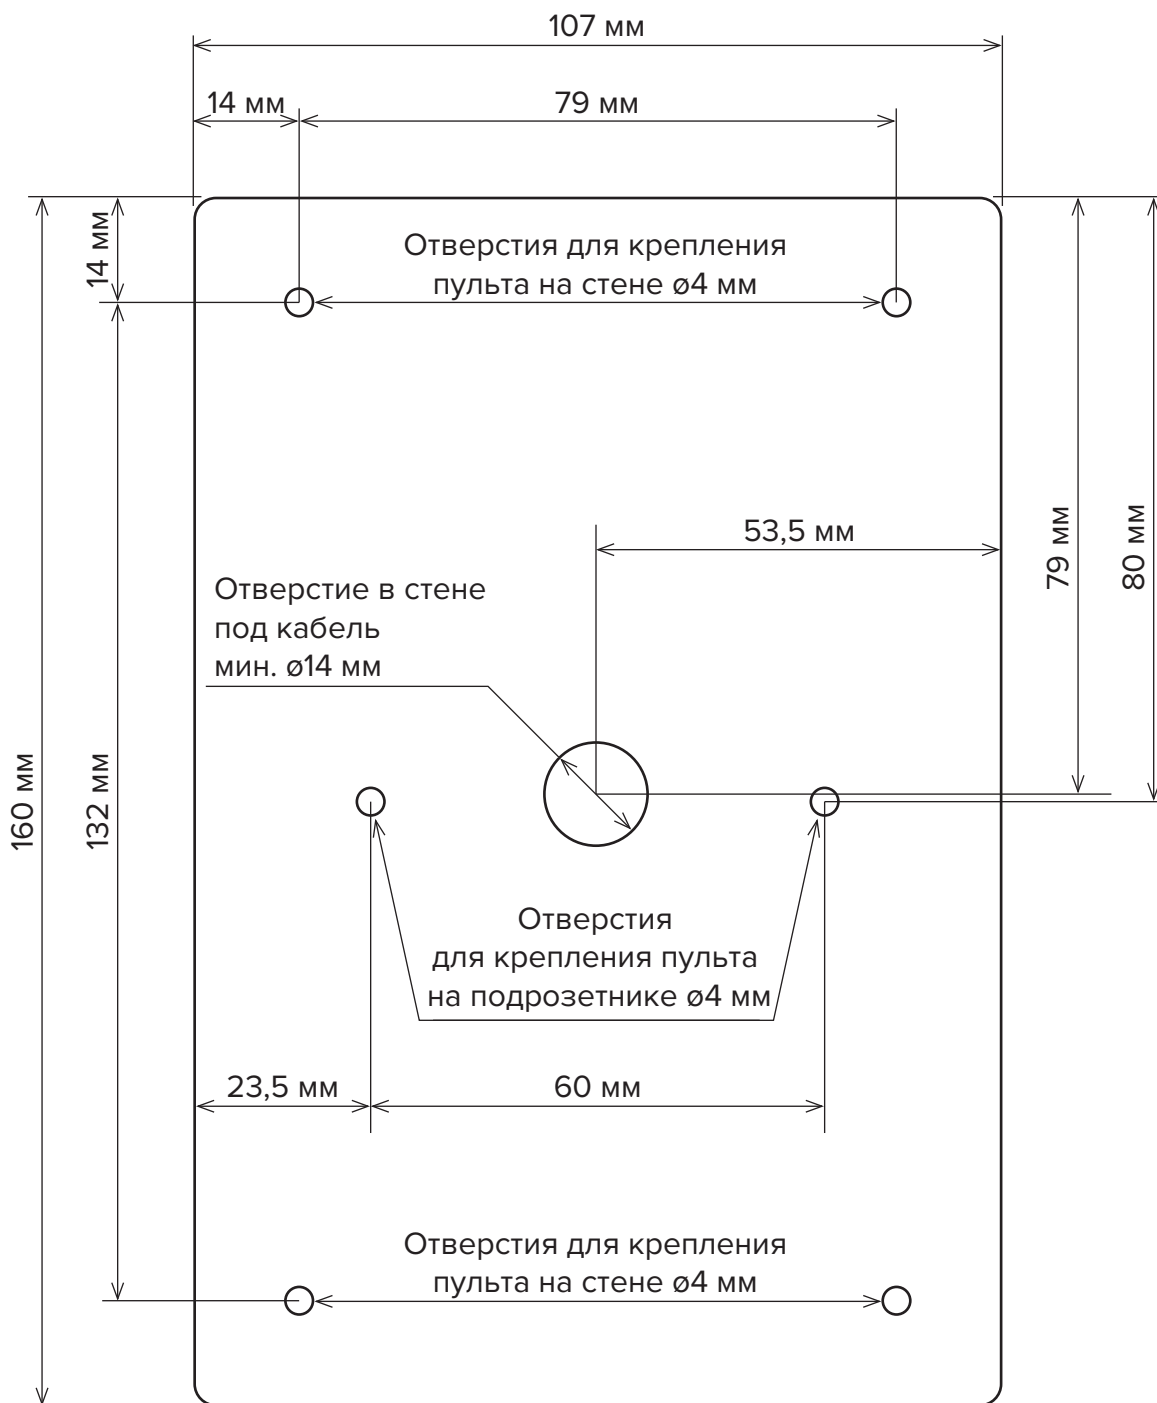 107 мм
14 мм
79 мм
14 мм
Отверстия для крепления
пульта на стене ø4 мм
53,5 мм
79 мм
80 мм
Отверстие в стене
под кабель
мин. ø14 мм
160 мм
132 мм
Отверстия
для крепления пульта
на подрозетнике ø4 мм
23,5 мм
60 мм
Отверстия для крепления
пульта на стене ø4 мм